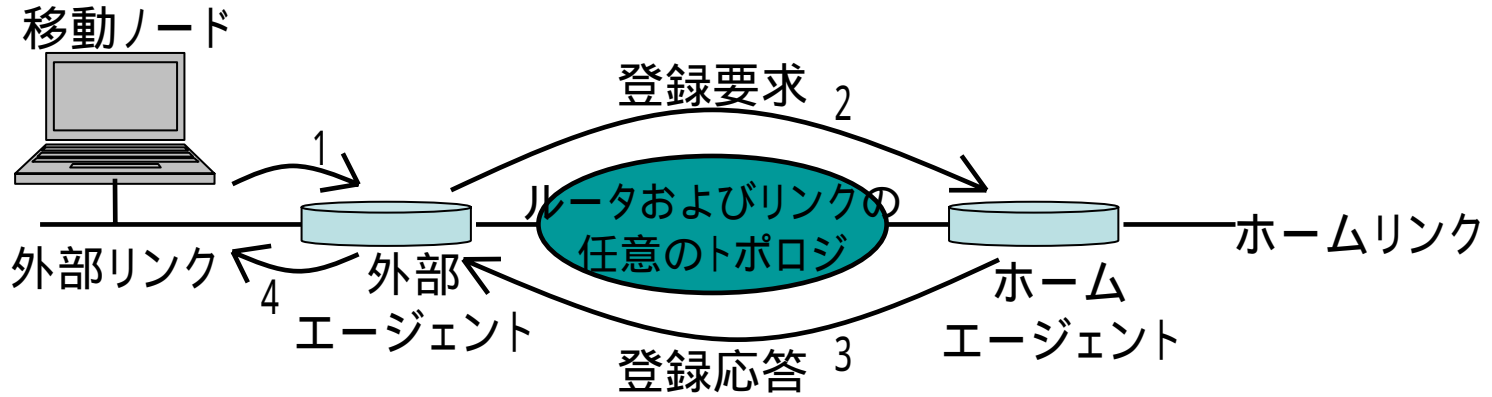 移動ノード
登録要求
2
1
ルータおよびリンクの
任意のトポロジ
ホームリンク
外部リンク
4
外部
エージェント
ホーム
エージェント
登録応答
3